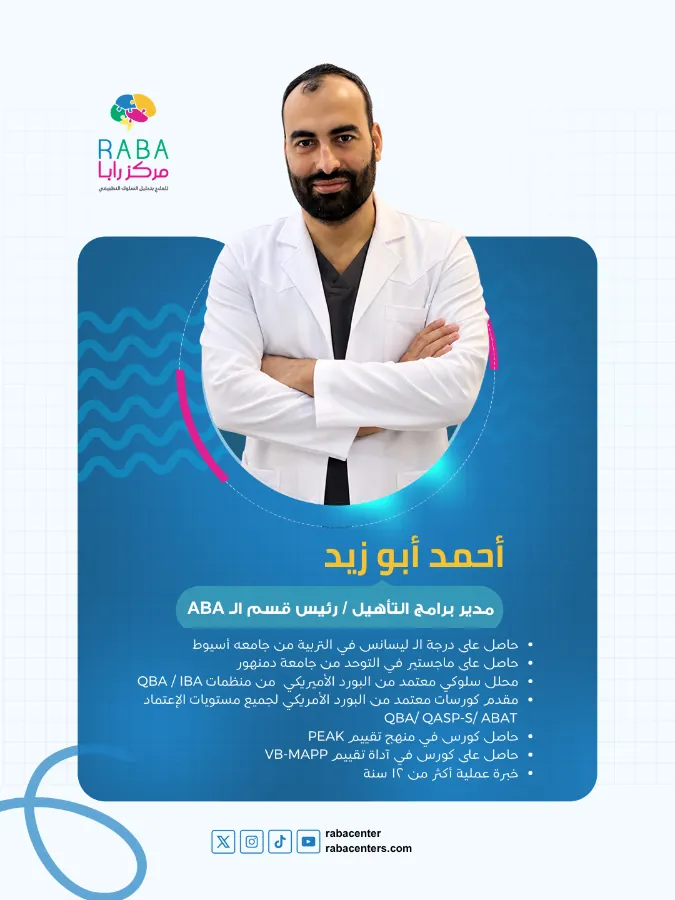 RABA
مركز رابا
للعلاج بتحليل السلوك التطبيقي
أحمد أبو زيد
مدير برامج التأهيل / رئيس قسم الـ ABA
• حاصل على درجة الـ ليسانس في التربية من جامعه أسيوط
• حاصل على ماجستير في التوحد من جامعة دمنهور
• محلل سلوكي معتمد من البورد الأميريكي من منظمات QBA / IBA
• مقدم كورسات معتمد من البورد الأمريكي لجميع مستويات الإعتماد
QBA/ QASP-S/ ABAT
• حاصل كورس في منهج تقييم PEAK
• حاصل على كورس في آداة تقييم VB-MAPP
• خبرة عملية أكثر من ١٢ سنة
rabacenter
rabacenters.com